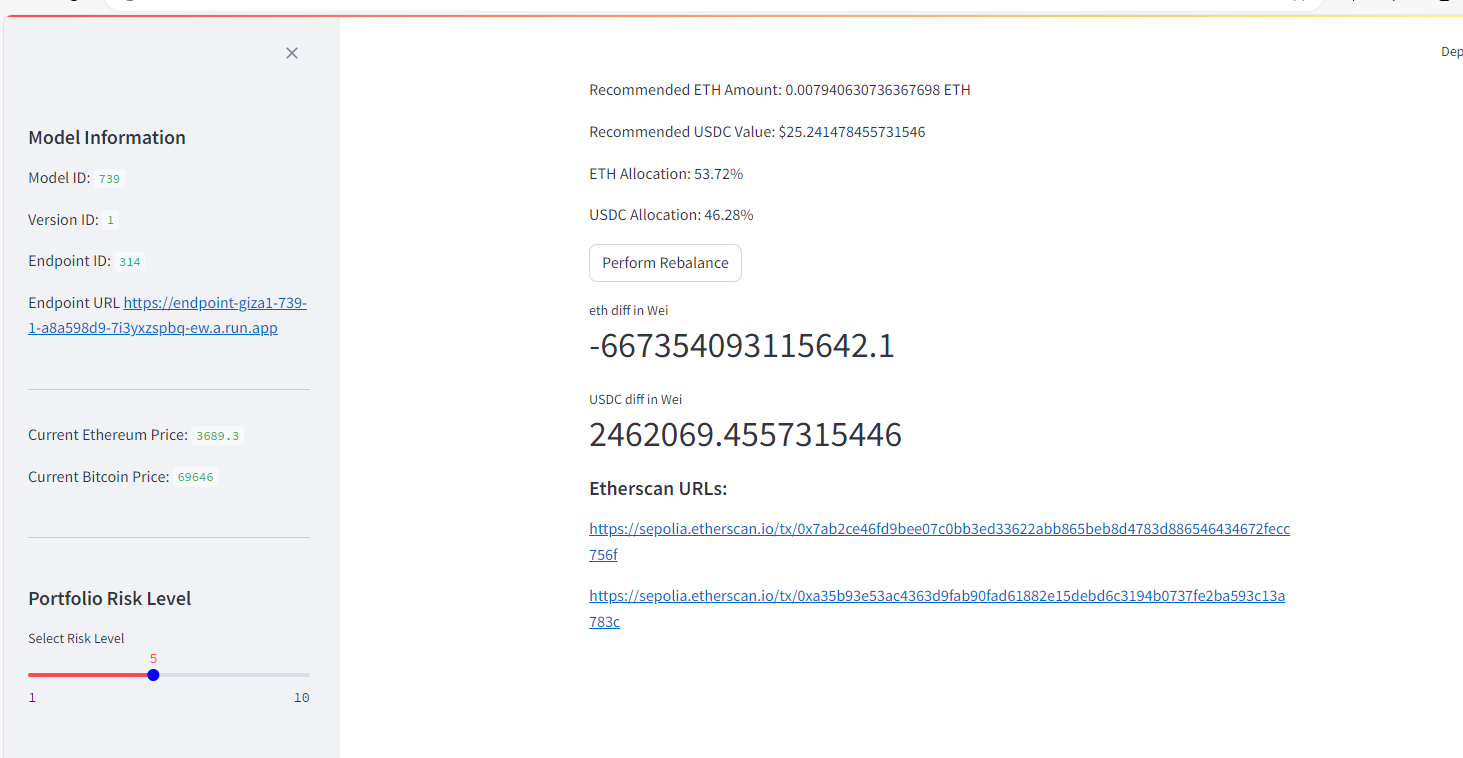 Model Information
Model ID: 739
Version ID: 1
Endpoint ID: 314
Endpoint URL https://endpoint-giza1-739-
1-a8a598d9-7i3yxzspbq-ew.a.run.app
Current Ethereum Price: 3689.3
Current Bitcoin Price: 69646
Portfolio Risk Level
Select Risk Level
5
1 10
Dep
Recommended ETH Amount: 0.007940630736367698 ETH
Recommended USDC Value: $25.241478455731546
ETH Allocation: 53.72%
USDC Allocation: 46.28%
Perform Rebalance
eth diff in Wei
-667354093115642.1
USDC diff in Wei
2462069.4557315446
Etherscan URLs:
https://sepolia.etherscan.io/tx/0x7ab2ce46fd9bee07c0bb3ed33622abb865beb8d4783d886546434672fecc
756f
https://sepolia.etherscan.io/tx/0xa35b93e53ac4363d9fab90fad61882e15debd6c3194b0737fe2ba593c13a
783c